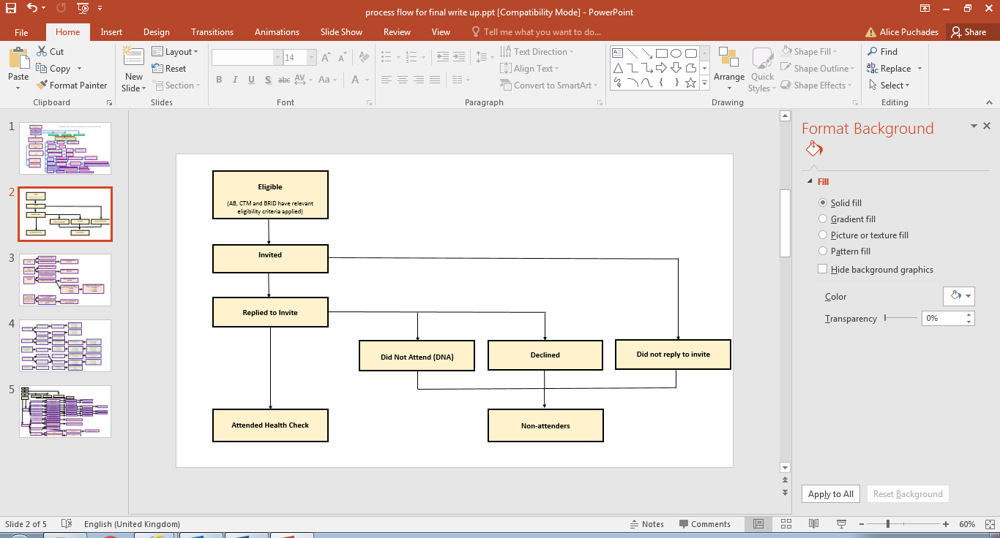 process flow for final write up.ppt [Compatibility Mode] - PowerPoint
File Home Insert Design Transitions Animations Slide Show Review View Tell me what you want to do... Alice Puchades Share
Paste
Cut
Copy
Format Painter
Clipboard
New
Slide
Layout
Reset
Section
Slides
14
B I U S abc AV Aa A
Font
Text Direction
Align Text
Convert to SmartArt
Paragraph
Arrange
Quick
Styles
Shape Fill
Shape Outline
Shape Effects
Drawing
Find
Replace
Select
Editing
1
2
3
4
5
Eligible
(AB, CTM and BRID have relevant
eligibility criteria applied)
Invited
Replied to Invite
Did Not Attend (DNA)
Declined
Did not reply to invite
Attended Health Check
Non-attenders
Format Background
Fill
Solid fill
Gradient fill
Picture or texture fill
Pattern fill
Hide background graphics
Color
Transparency 0%
Apply to All Reset Background
Slide 2 of 5 English (United Kingdom) Notes Comments 60%